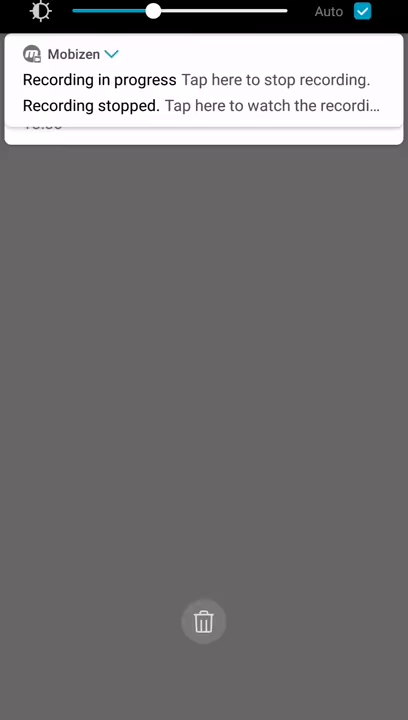 Auto
Mobizen
Recording in progress Tap here to stop recording.
Recording stopped. Tap here to watch the recordi...